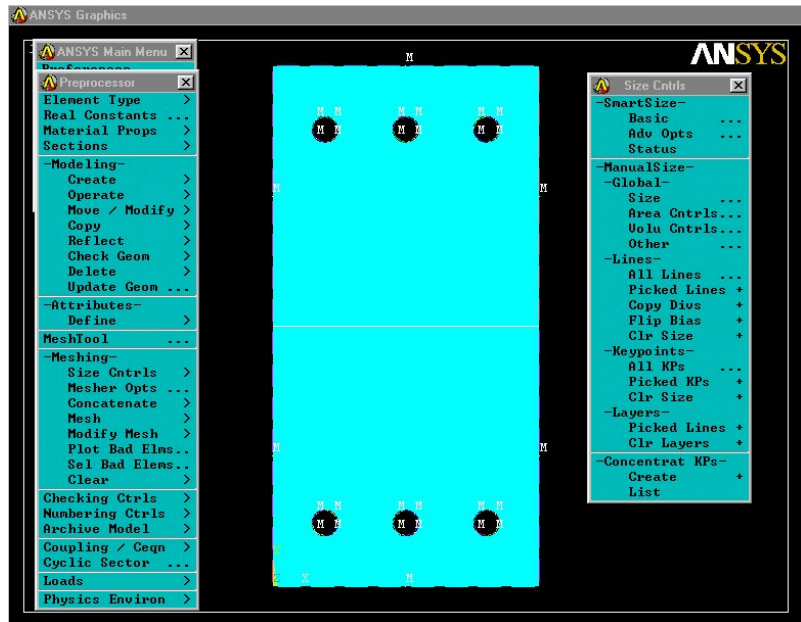 ANSYS Graphics
1
ANSYS Main Menu
Preferences
Preprocessor
Element Type >
Real Constants ...
Material Props >
Sections >
-Modeling-
Create >
Operate >
Move / Modify >
Copy >
Reflect >
Check Geom >
Delete >
Update Geom ...
-Attributes-
Define >
MeshTool ...
-Meshing-
Size Cntrls >
Mesher Opts ...
Concatenate >
Mesh >
Modify Mesh >
Plot Bad Elms..
Sel Bad Elems..
Clear >
Checking Ctrls >
Numbering Ctrls >
Archive Model >
Coupling / Ceqn >
Cyclic Sector ...
Loads >
Physics Environ >
M
M M M M M M
M M M M M M
M M
M M
M M M M M M
M M M M M M
Y
Z X M
ANSYS
Size Cntrls
-SmartSize-
Basic ...
Adv Opts ...
Status
-ManualSize-
-Global-
Size ...
Area Cntrls...
Volu Cntrls...
Other ...
-Lines-
All Lines ...
Picked Lines +
Copy Divs +
Flip Bias +
Clr Size +
-Keypoints-
All KPs ...
Picked KPs +
Clr Size +
-Layers-
Picked Lines +
Clr Layers +
-Concentrat KPs-
Create +
List